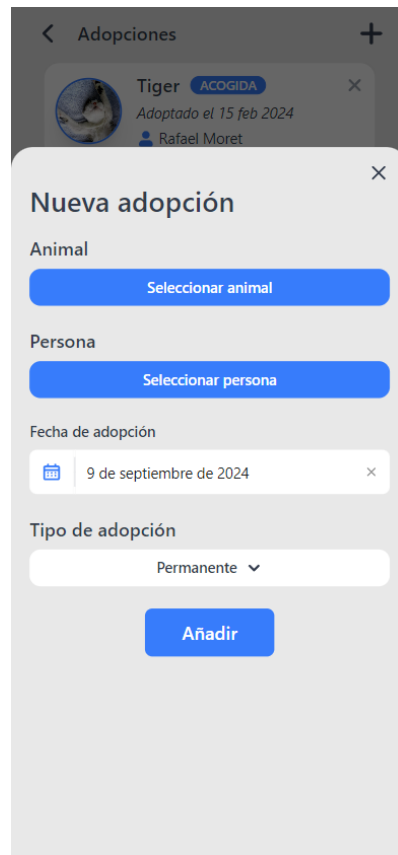 Adopciones
Tiger ACOGIDA
Adoptado el 15 feb 2024
Rafael Moret
Nueva adopción
Animal
Seleccionar animal
Persona
Seleccionar persona
Fecha de adopción
9 de septiembre de 2024
Tipo de adopción
Permanente
Añadir